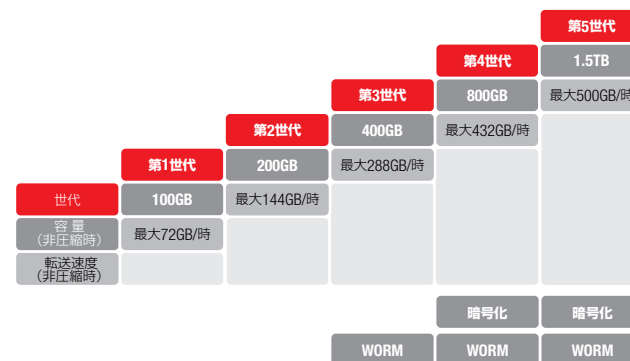 第5世代
第4世代
1.5TB
第3世代
800GB
最大500GB/時
第2世代
400GB
最大432GB/時
第1世代
200GB
最大288GB/時
世代
100GB
最大144GB/時
容量
(非圧縮時)
最大72GB/時
転送速度
(非圧縮時)
暗号化
暗号化
WORM
WORM
WORM